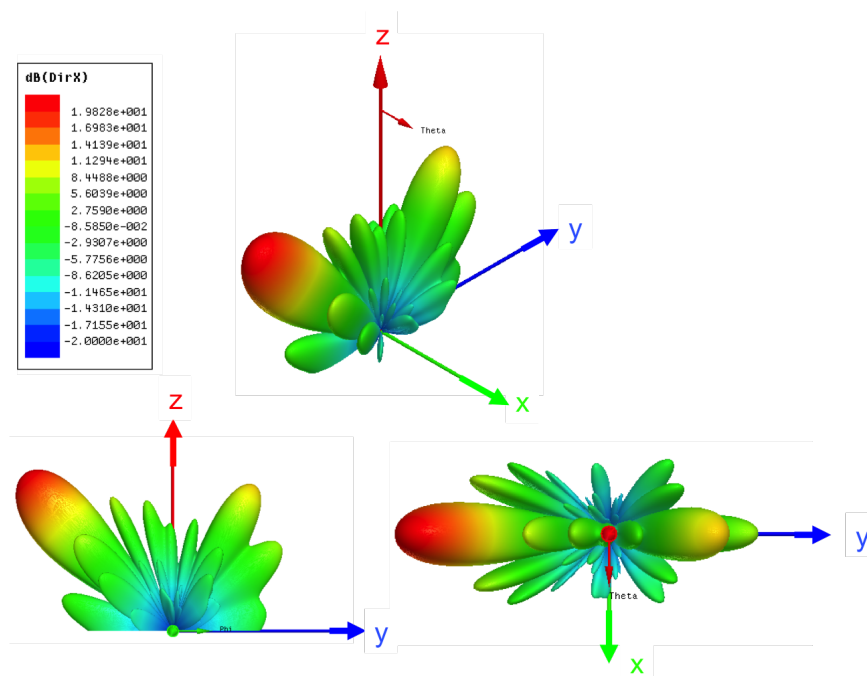 z
dB(DirX)
1.9828e+001
1.6983e+001
1.4139e+001
1.1294e+001
8.4488e+000
5.6039e+000
2.7590e+000
-8.5850e-002
-2.9307e+000
-5.7756e+000
-8.6205e+000
-1.1465e+001
-1.4310e+001
-1.7155e+001
-2.0000e+001
Theta
y
x
z
Phi
y
y
Theta
x